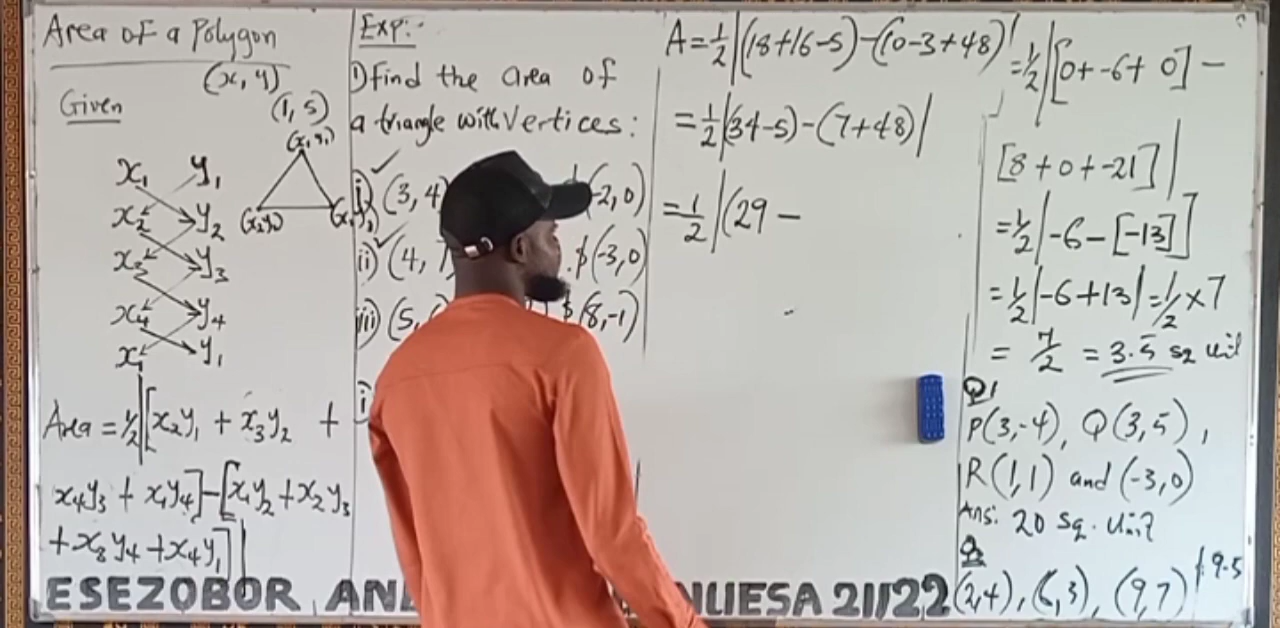 Area of a Polygon
(x, y)
Given
(1, 5)
(x, y,)
x₁ y₁
x₂ y₂
x₃ y₃
x₄ y₄
x₁ y₁
Area = ½|[x₂y₁ + x₃y₂ +
x₄y₃ + x₁y₄] - [x₁y₂ + x₂y₃
+ x₃y₄ + x₄y₁]|
Exp:-
① Find the area of
a triangle with Vertices:
i) (3, 4) (-2, 0)
ii) (4, $ (-3, 0)
iii) (5, $ (8, -1)
A = ½|(18+16-5)-(10-3+48)|
= ½|(34-5)-(7+48)|
= ½|(29 -
= ½|[0+-6+ 0] -
[8 + 0 + -21]|
= ½|-6 - [-13]]
= ½|-6+13| = ½ x 7
= 7/2 = 3.5 sq unit
Q1
P(3,-4), Q(3,5),
R(1,1) and (-3,0)
Ans: 20 Sq. Unit
(2,4), (6,3), (9,7) 9.5
ESEZOBOR AN NUESA 21/22